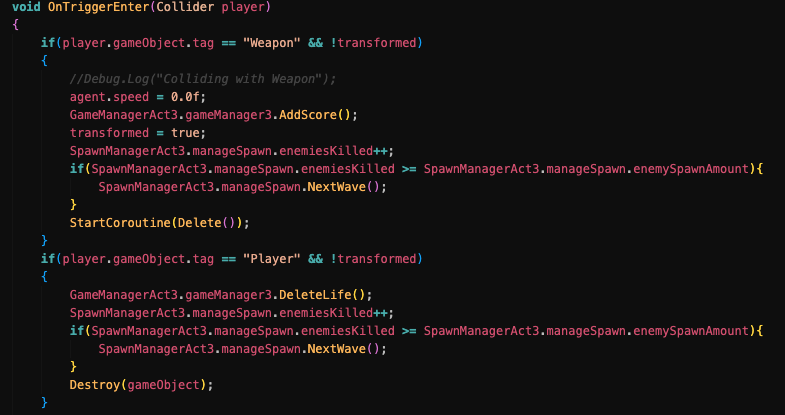 void OnTriggerEnter(Collider player)
{
if(player.gameObject.tag == "Weapon" && !transformed)
{
//Debug.Log("Colliding with Weapon");
agent.speed = 0.0f;
GameManagerAct3.gameManager3.AddScore();
transformed = true;
SpawnManagerAct3.manageSpawn.enemiesKilled++;
if(SpawnManagerAct3.manageSpawn.enemiesKilled >= SpawnManagerAct3.manageSpawn.enemySpawnAmount){
SpawnManagerAct3.manageSpawn.NextWave();
}
StartCoroutine(Delete());
}
if(player.gameObject.tag == "Player" && !transformed)
{
GameManagerAct3.gameManager3.DeleteLife();
SpawnManagerAct3.manageSpawn.enemiesKilled++;
if(SpawnManagerAct3.manageSpawn.enemiesKilled >= SpawnManagerAct3.manageSpawn.enemySpawnAmount){
SpawnManagerAct3.manageSpawn.NextWave();
}
Destroy(gameObject);
}